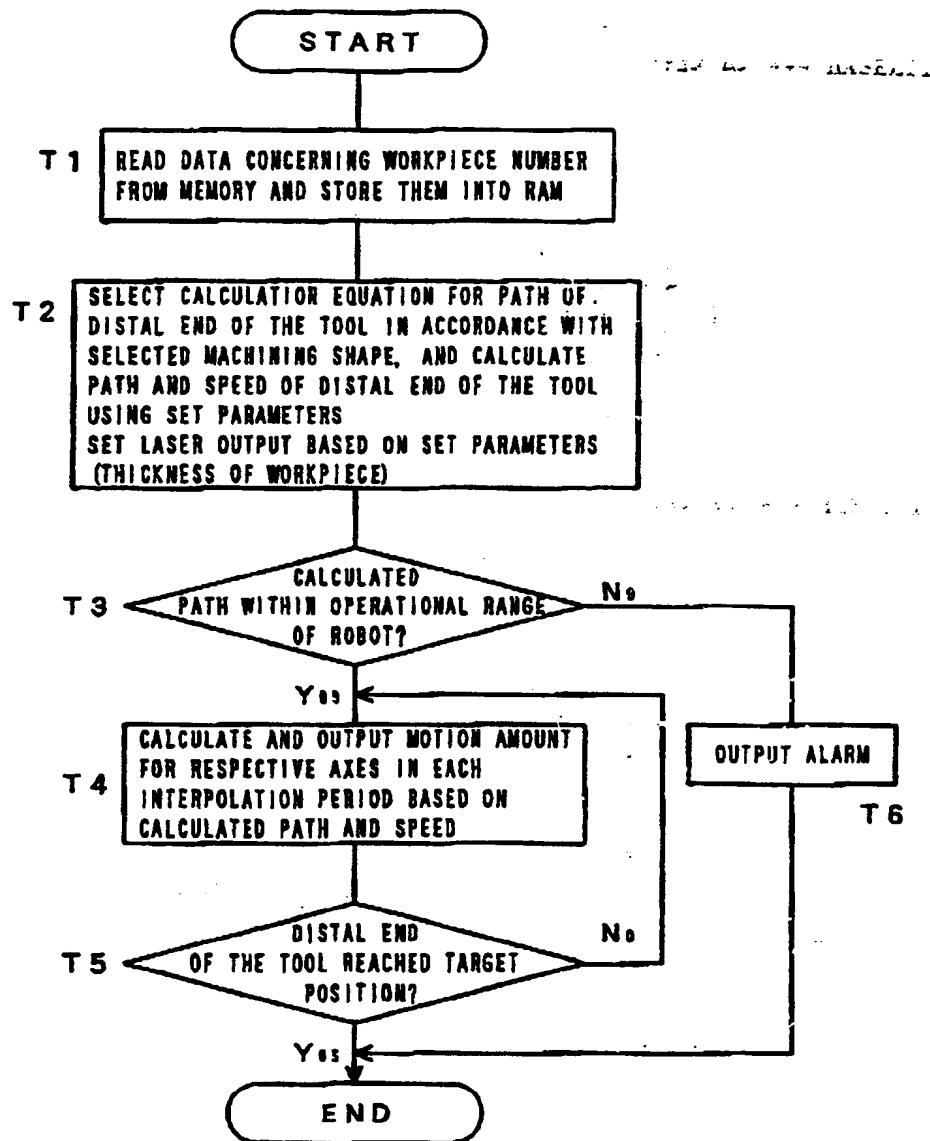 START
T1
READ DATA CONCERNING WORKPIECE NUMBER
FROM MEMORY AND STORE THEM INTO RAM
T2
SELECT CALCULATION EQUATION FOR PATH OF.
DISTAL END OF THE TOOL IN ACCORDANCE WITH
SELECTED MACHINING SHAPE, AND CALCULATE
PATH AND SPEED OF DISTAL END OF THE TOOL
USING SET PARAMETERS
SET LASER OUTPUT BASED ON SET PARAMETERS
(THICKNESS OF WORKPIECE)
T3
CALCULATED
PATH WITHIN OPERATIONAL RANGE
OF ROBOT?
No
Yes
T4
CALCULATE AND OUTPUT MOTION AMOUNT
FOR RESPECTIVE AXES IN EACH
INTERPOLATION PERIOD BASED ON
CALCULATED PATH AND SPEED
OUTPUT ALARM
T6
T5
DISTAL END
OF THE TOOL REACHED TARGET
POSITION?
No
Yes
END